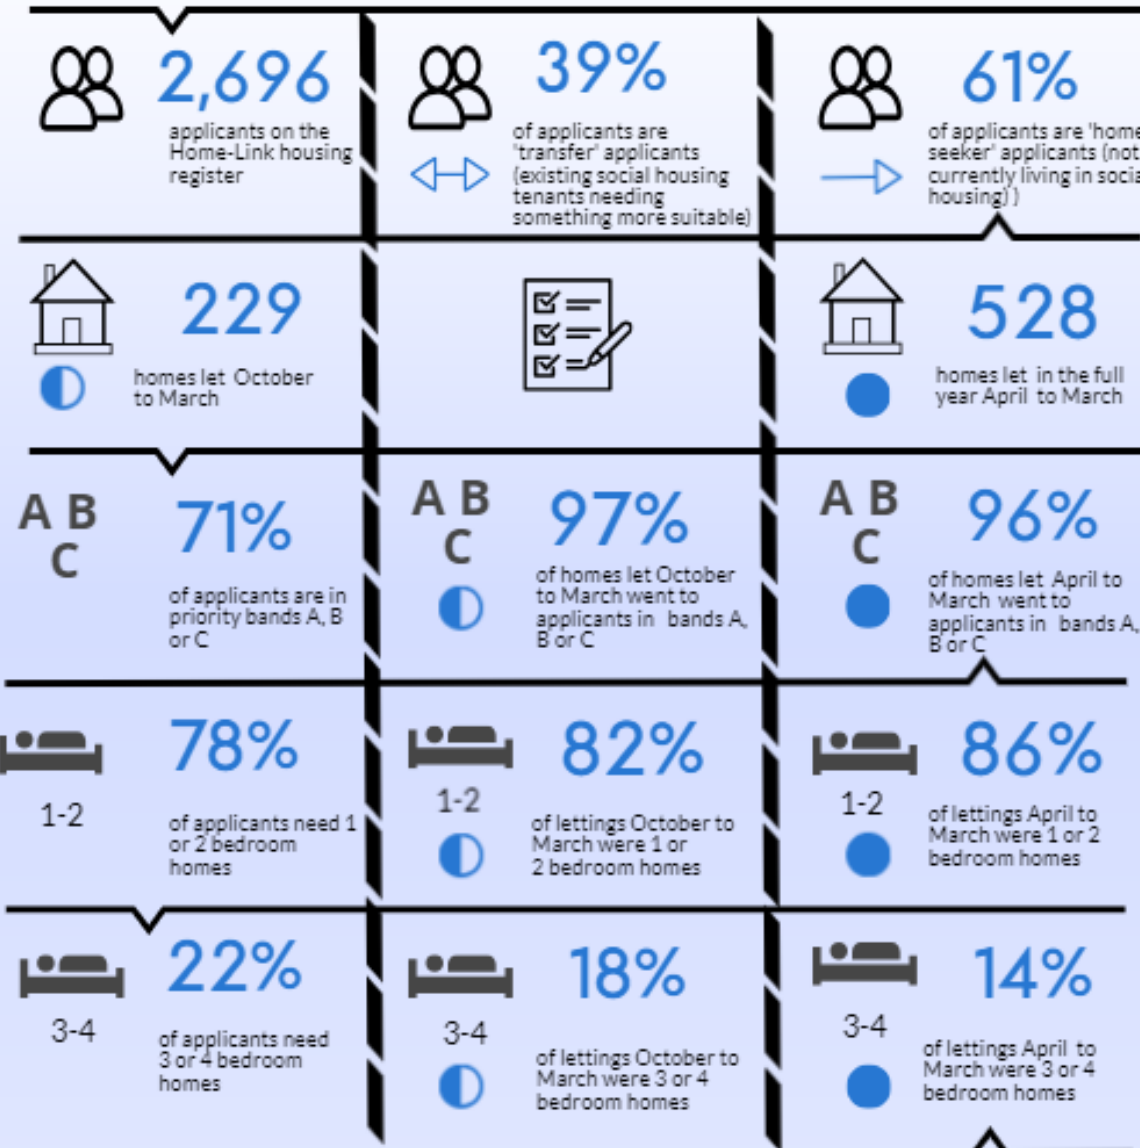 2,696
applicants on the
Home-Link housing
register
39%
of applicants are
'transfer' applicants
(existing social housing
tenants needing
something more suitable)
61%
of applicants are 'home
seeker' applicants (not
currently living in socia
housing) )
229
homes let October
to March
528
homes let in the full
year April to March
A B
C
71%
of applicants are in
priority bands A, B
or C
A B
C
97%
of homes let October
to March went to
applicants in bands A,
B or C
A B
C
96%
of homes let April to
March went to
applicants in bands A,
B or C
1-2
78%
of applicants need 1
or 2 bedroom
homes
1-2
82%
of lettings October to
March were 1 or
2 bedroom homes
1-2
86%
of lettings April to
March were 1 or 2
bedroom homes
3-4
22%
of applicants need
3 or 4 bedroom
homes
3-4
18%
of lettings October to
March were 3 or 4
bedroom homes
3-4
14%
of lettings April to
March were 3 or 4
bedroom homes